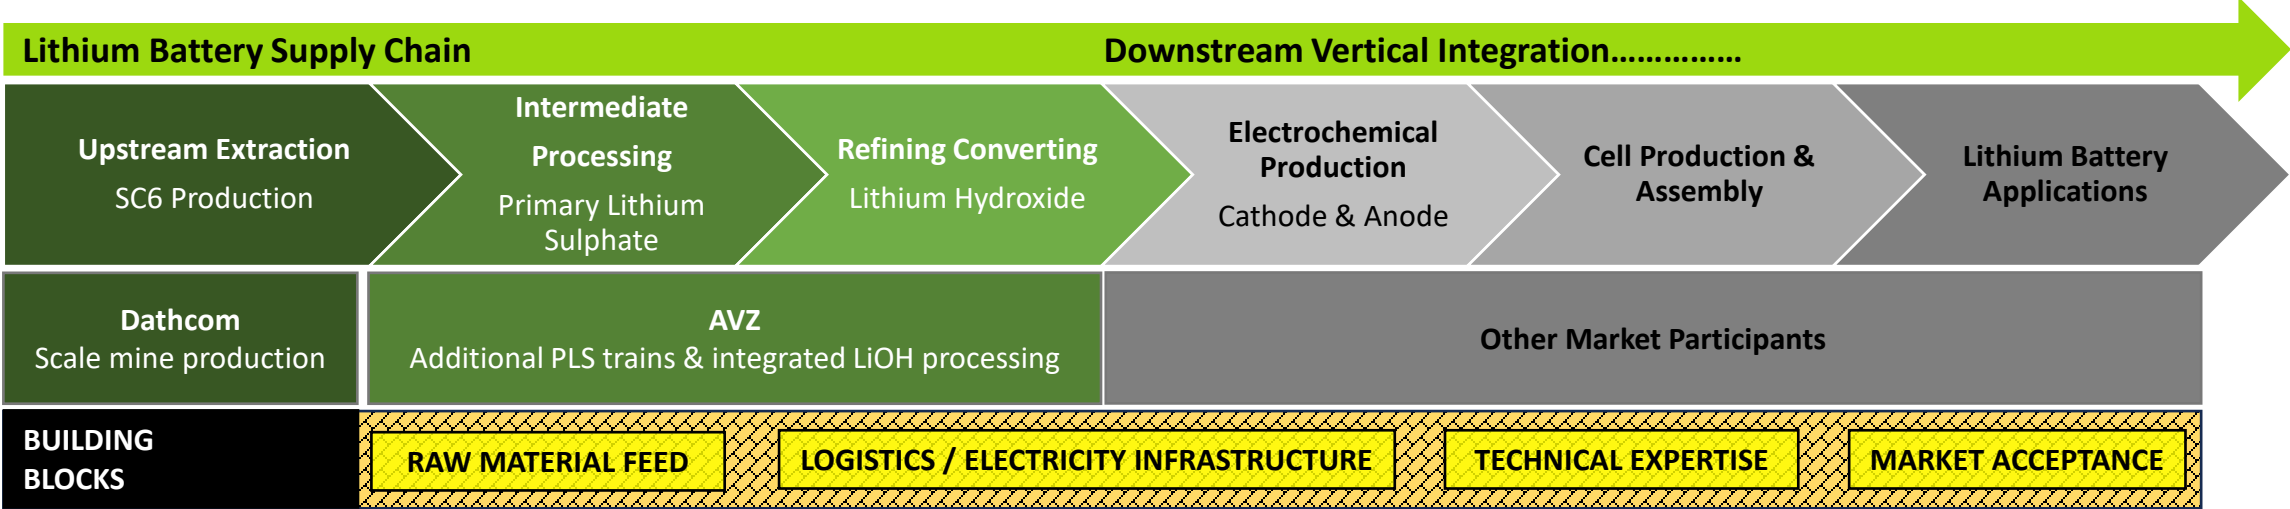 Lithium Battery Supply Chain
Downstream Vertical Integration……………
Upstream Extraction
SC6 Production
Intermediate
Processing
Primary Lithium
Sulphate
Refining Converting
Lithium Hydroxide
Electrochemical
Production
Cathode & Anode
Cell Production &
Assembly
Lithium Battery
Applications
Dathcom
Scale mine production
AVZ
Additional PLS trains & integrated LiOH processing
Other Market Participants
BUILDING
BLOCKS
RAW MATERIAL FEED
LOGISTICS / ELECTRICITY INFRASTRUCTURE
TECHNICAL EXPERTISE
MARKET ACCEPTANCE